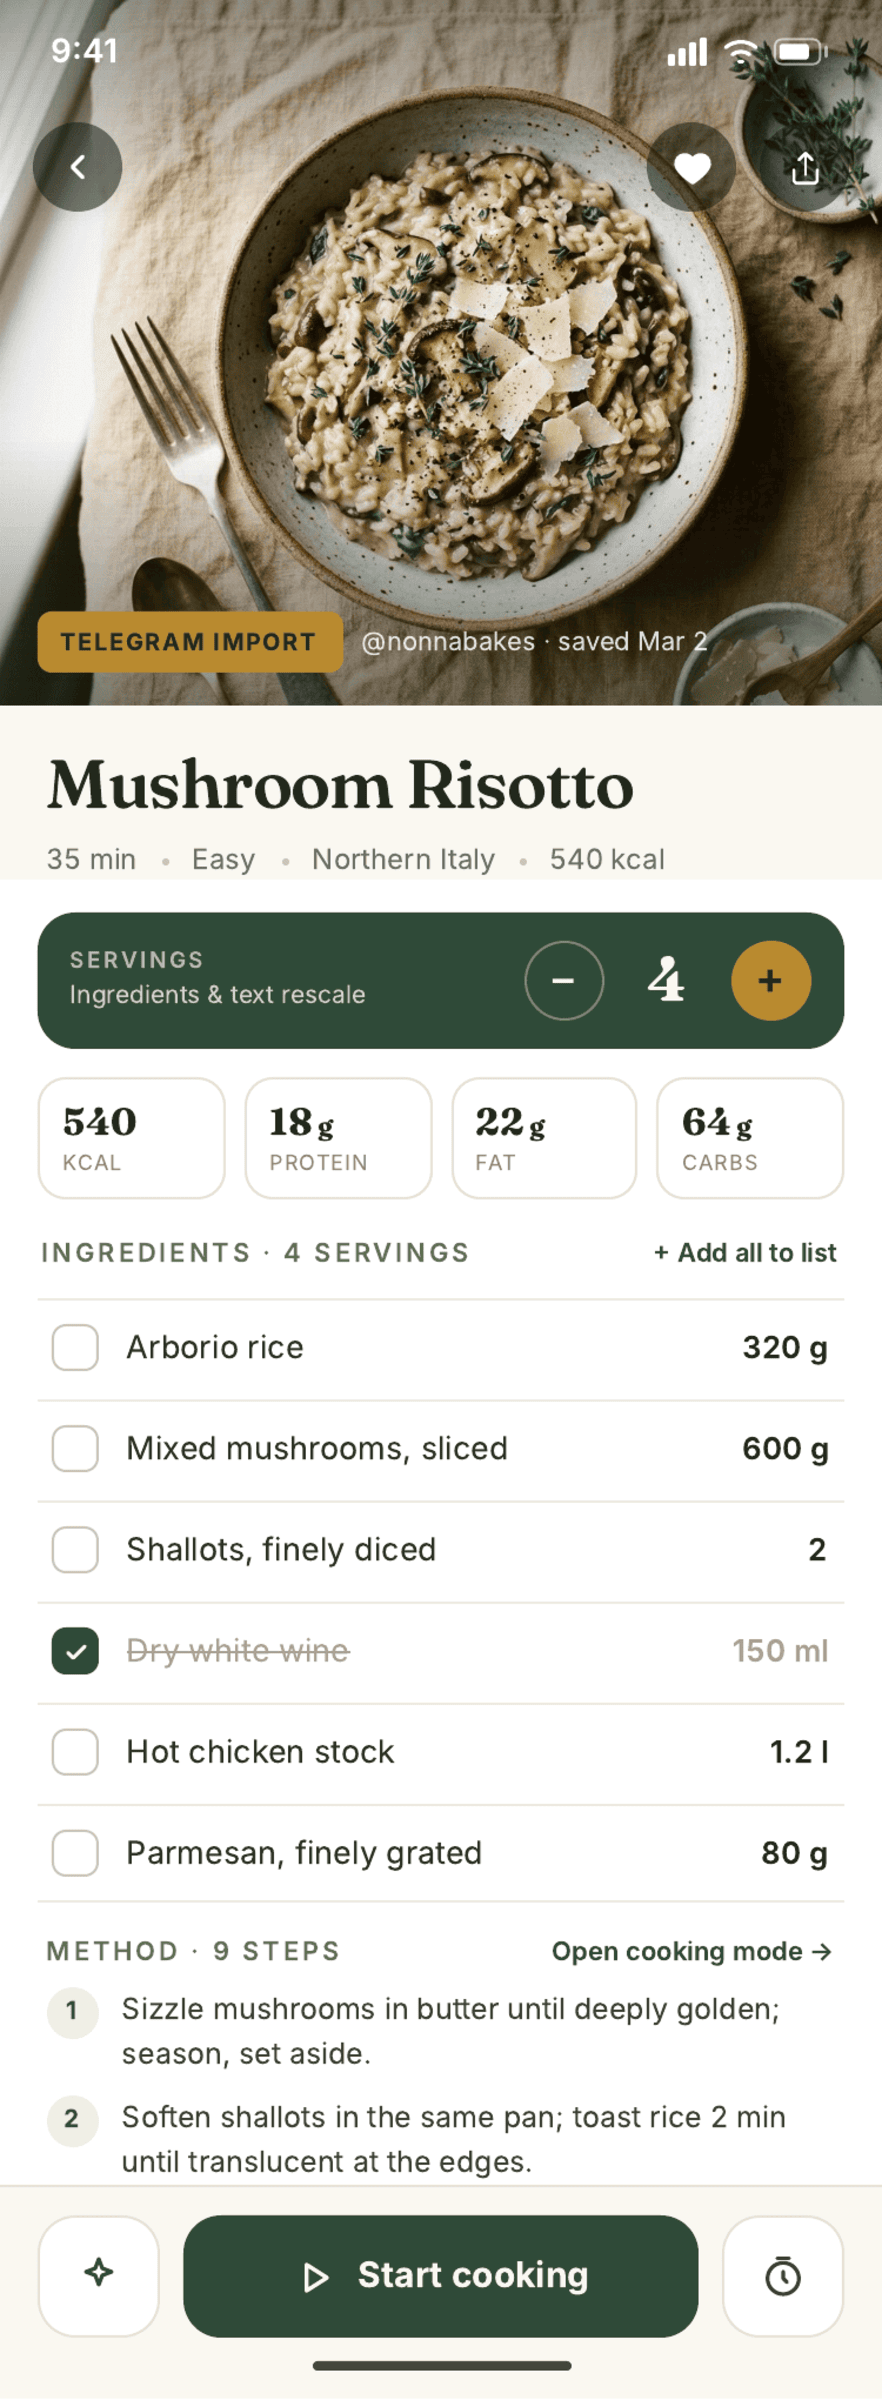 9:41
TELEGRAM IMPORT @nonnabakes · saved Mar 2
Mushroom Risotto
35 min • Easy • Northern Italy • 540 kcal
SERVINGS
Ingredients & text rescale
− 4 +
540 18 g 22 g 64 g
KCAL PROTEIN FAT CARBS
INGREDIENTS · 4 SERVINGS + Add all to list
Arborio rice 320 g
Mixed mushrooms, sliced 600 g
Shallots, finely diced 2
Dry white wine 150 ml
Hot chicken stock 1.2 l
Parmesan, finely grated 80 g
METHOD · 9 STEPS Open cooking mode →
1 Sizzle mushrooms in butter until deeply golden;
season, set aside.
2 Soften shallots in the same pan; toast rice 2 min
until translucent at the edges.
Start cooking